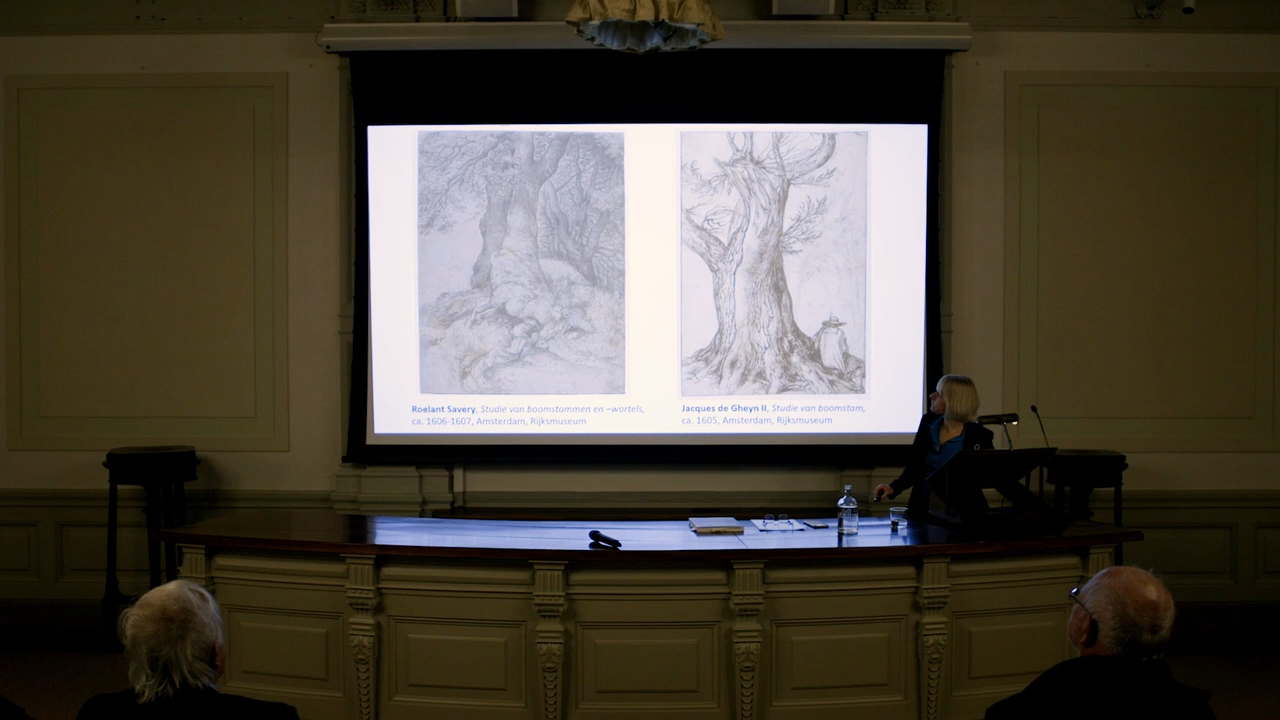 Roelant Savery, Studie van boomstammen en –wortels,
ca. 1606-1607, Amsterdam, Rijksmuseum
Jacques de Gheyn II, Studie van boomstam,
ca. 1605, Amsterdam, Rijksmuseum